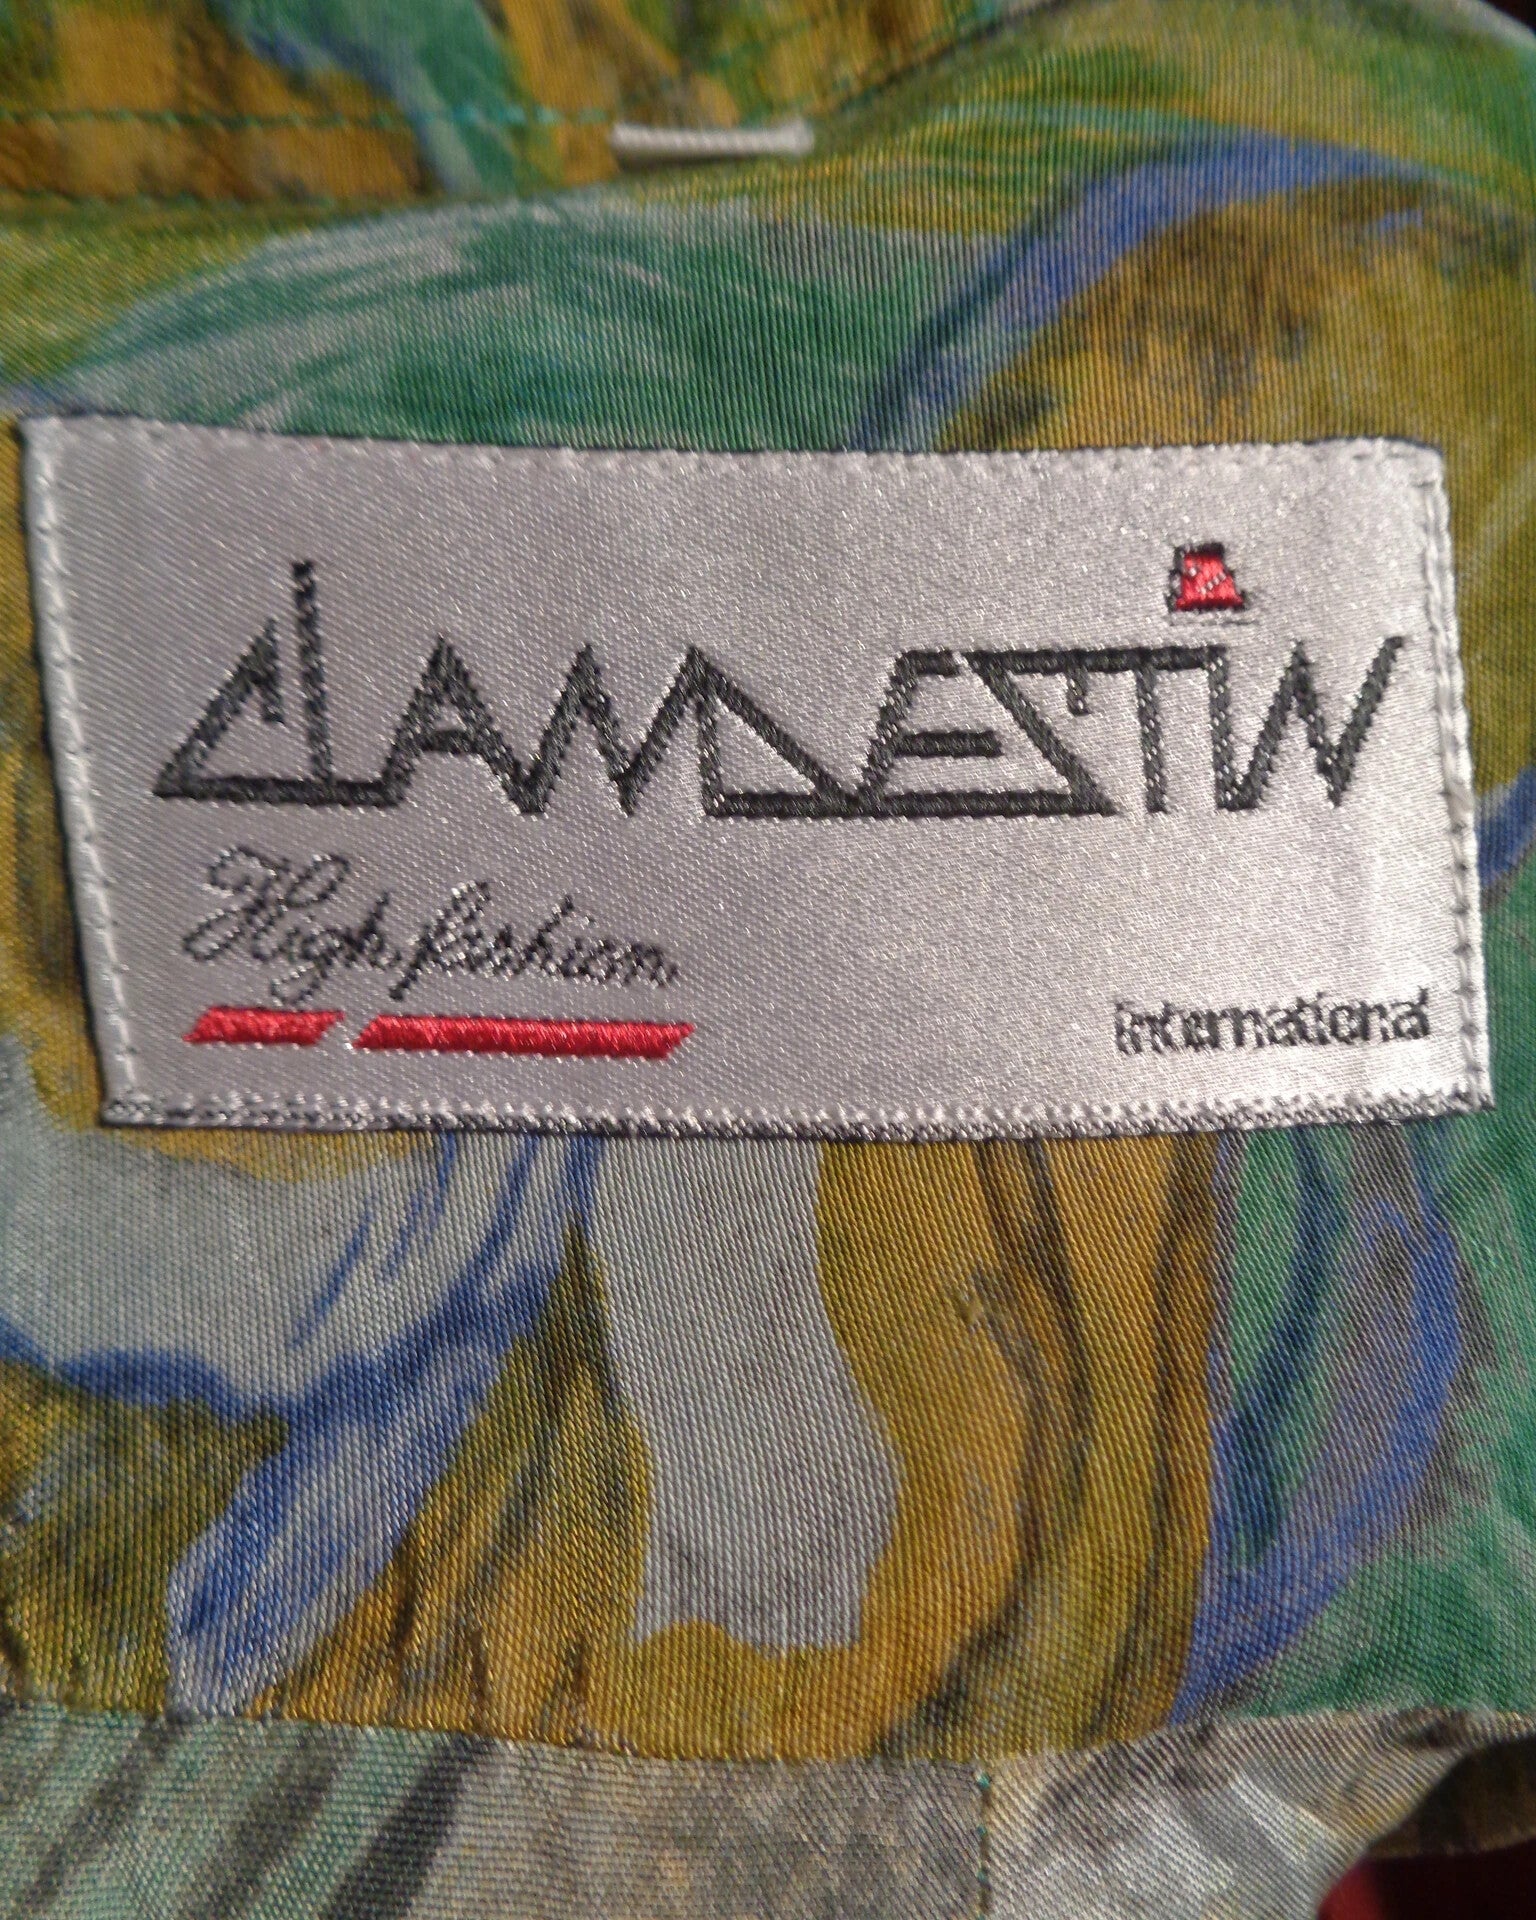 CLANDESTIN
High fashion
international